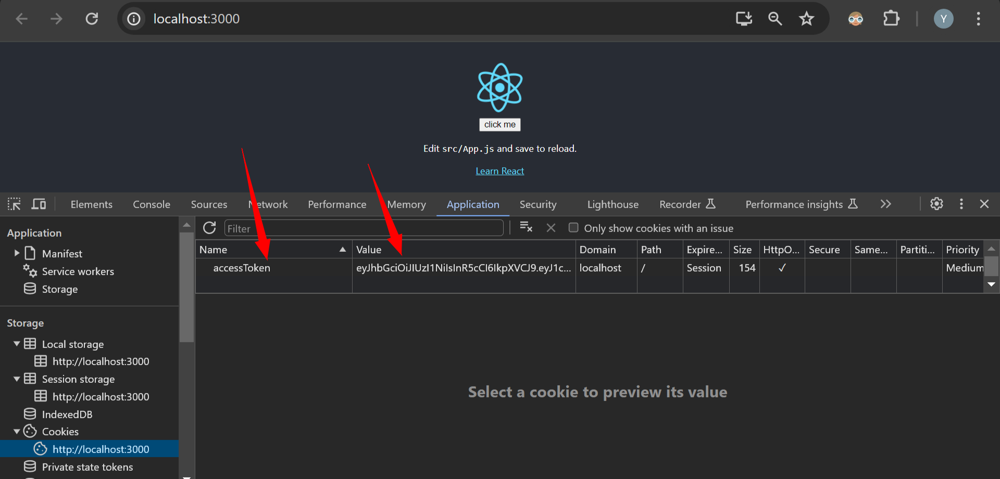 localhost:3000
Y
click me
Edit src/App.js and save to reload.
Learn React
Elements Console Sources Network Performance Memory Application Security Lighthouse Recorder Performance insights
Application
Manifest
Service workers
Storage
Storage
Local storage
http://localhost:3000
Session storage
http://localhost:3000
IndexedDB
Cookies
http://localhost:3000
Private state tokens
Filter Only show cookies with an issue
Name Value Domain Path Expire... Size HttpO... Secure Same... Partiti... Priority
accessToken eyJhbGciOiJIUzI1NiIsInR5cCI6IkpXVCJ9.eyJ1c... localhost / Session 154 ✓ Medium
Select a cookie to preview its value